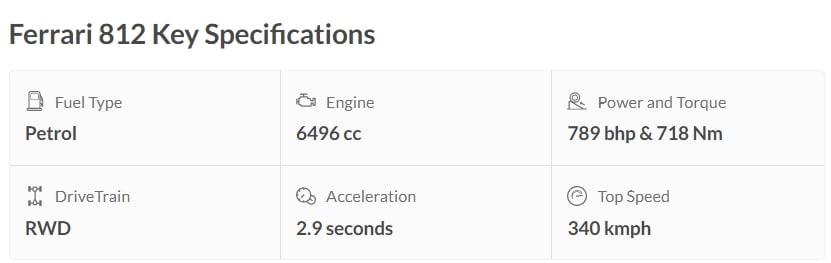 Ferrari 812 Key Specifications
Fuel Type
Petrol
Engine
6496 cc
Power and Torque
789 bhp & 718 Nm
DriveTrain
RWD
Acceleration
2.9 seconds
Top Speed
340 kmph